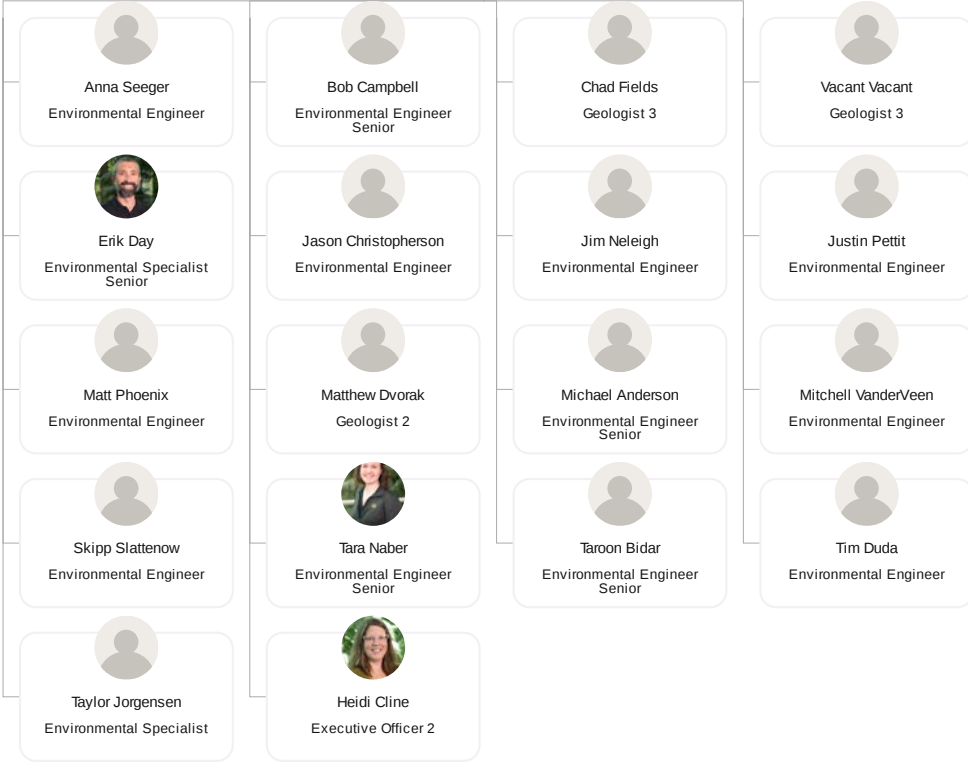 Anna Seeger
Environmental Engineer
Bob Campbell
Environmental Engineer
Senior
Chad Fields
Geologist 3
Vacant Vacant
Geologist 3
Erik Day
Environmental Specialist
Senior
Jason Christopherson
Environmental Engineer
Jim Neleigh
Environmental Engineer
Justin Pettit
Environmental Engineer
Matt Phoenix
Environmental Engineer
Matthew Dvorak
Geologist 2
Michael Anderson
Environmental Engineer
Senior
Mitchell VanderVeen
Environmental Engineer
Skipp Slattenow
Environmental Engineer
Tara Naber
Environmental Engineer
Senior
Taroon Bidar
Environmental Engineer
Senior
Tim Duda
Environmental Engineer
Taylor Jorgensen
Environmental Specialist
Heidi Cline
Executive Officer 2